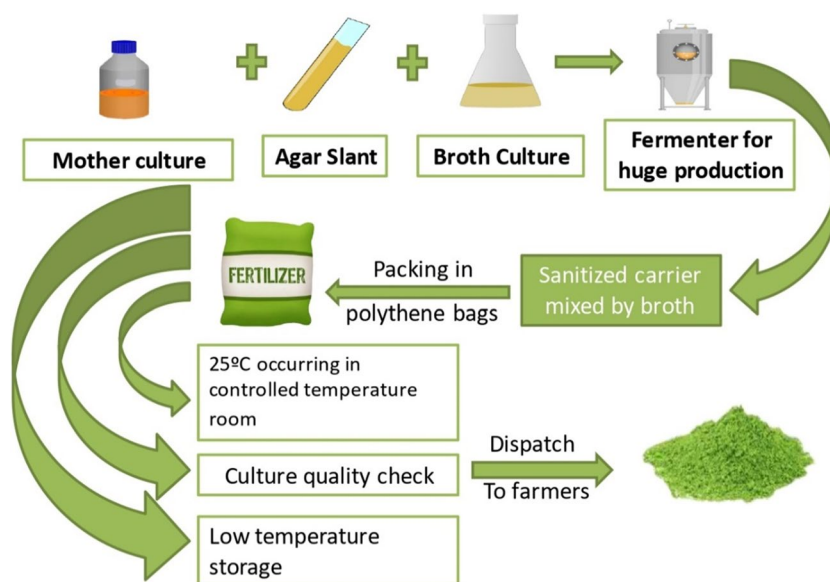 Mother culture
Agar Slant
Broth Culture
Fermenter for
huge production
Sanitized carrier
mixed by broth
Packing in
polythene bags
FERTILIZER
25ºC occurring in
controlled temperature
room
Culture quality check
Dispatch
To farmers
Low temperature
storage